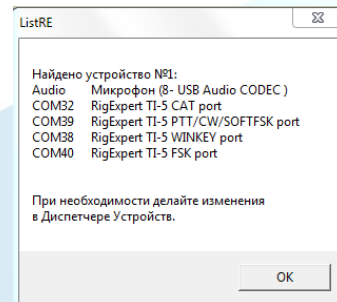 ListRE
Найдено устройство №1:
Audio Микрофон (8- USB Audio CODEC )
COM32 RigExpert TI-5 CAT port
COM39 RigExpert TI-5 PTT/CW/SOFTFSK port
COM38 RigExpert TI-5 WINKEY port
COM40 RigExpert TI-5 FSK port
При необходимости делайте изменения
в Диспетчере Устройств.
OK